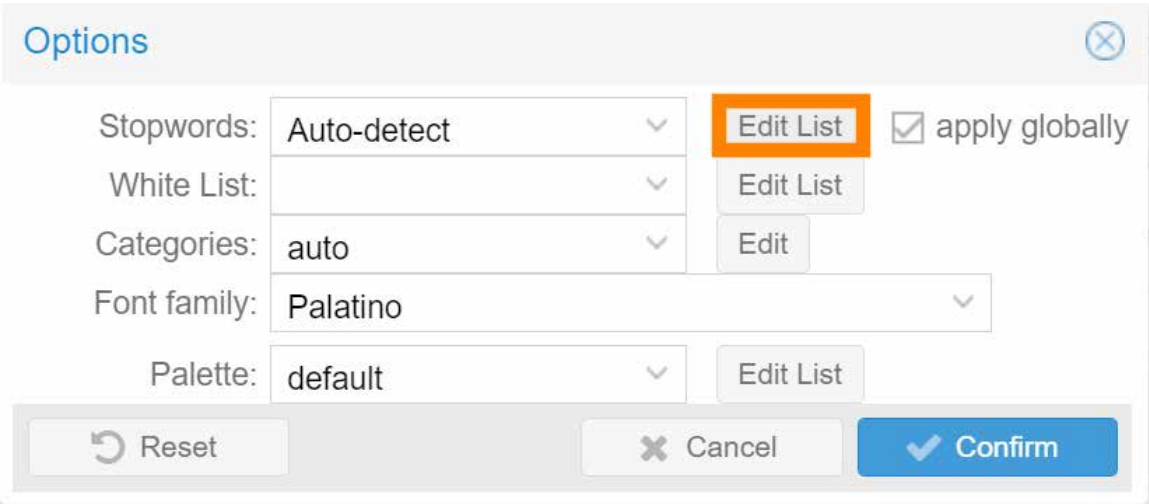 Options
Stopwords: Auto-detect Edit List apply globally
White List: Edit List
Categories: auto Edit
Font family: Palatino
Palette: default Edit List
Reset Cancel Confirm